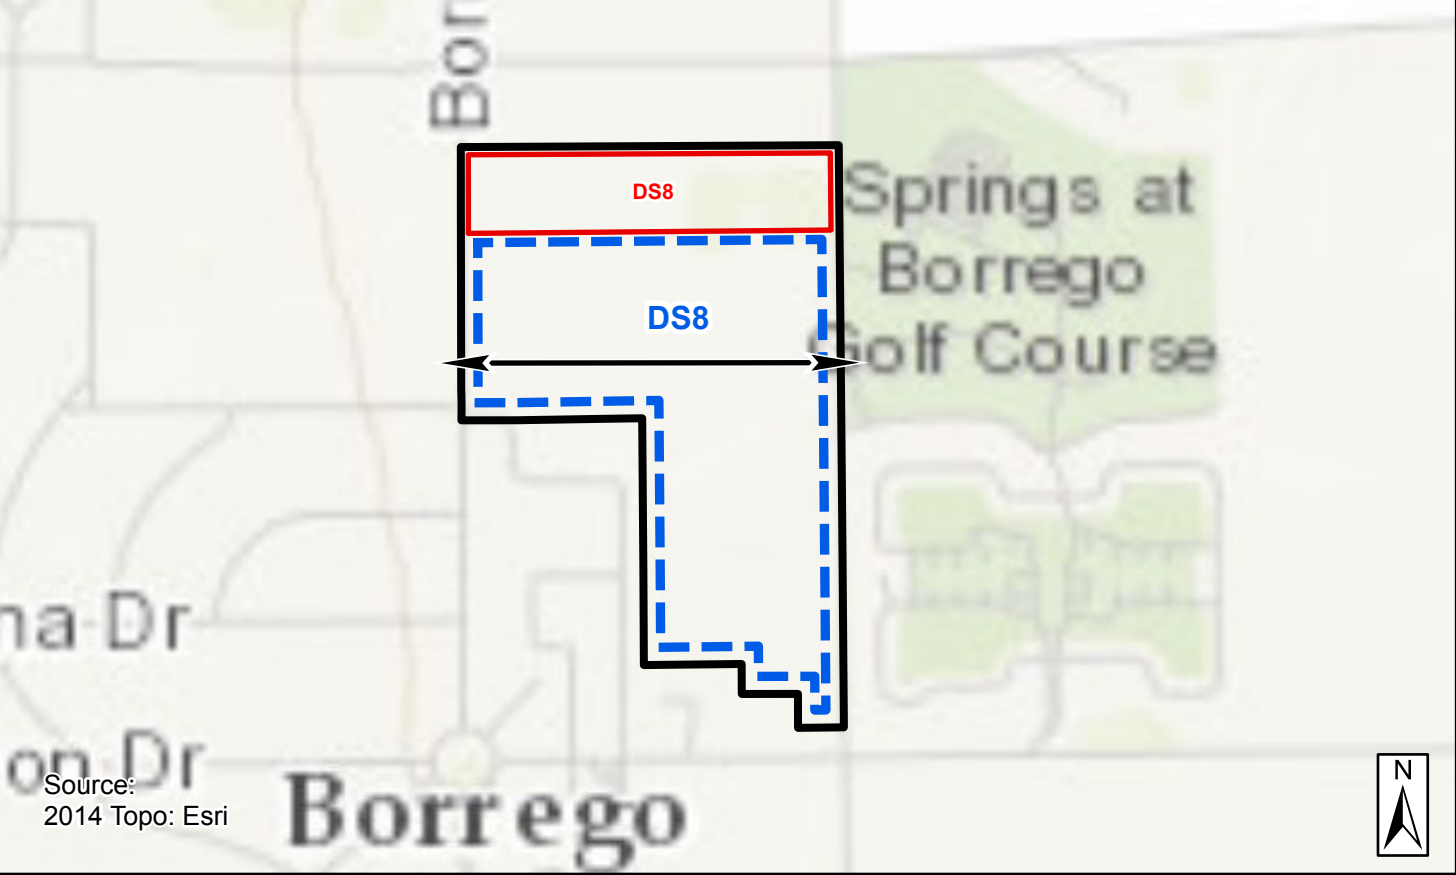 Bor
DS8
Springs at
Borrego
Golf Course
DS8
na Dr
on Dr
Source:
2014 Topo: Esri
Borrego
N